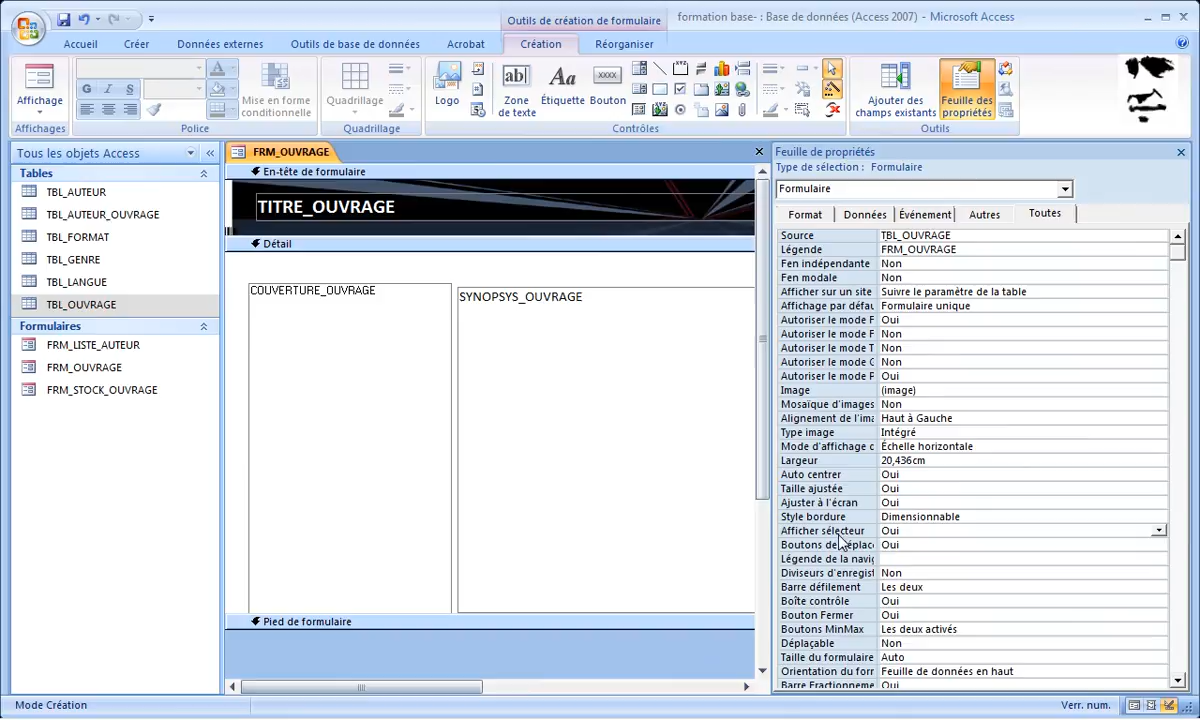 Outils de création de formulaire
formation base- : Base de données (Access 2007) - Microsoft Access
Accueil
Créer
Données externes
Outils de base de données
Acrobat
Création
Réorganiser
Affichage
G I S
Mise en forme conditionnelle
Quadrillage
Logo
Zone de texte
Étiquette
Bouton
Ajouter des champs existants
Feuille des propriétés
Affichages
Police
Quadrillage
Contrôles
Outils
Tous les objets Access
Tables
TBL_AUTEUR
TBL_AUTEUR_OUVRAGE
TBL_FORMAT
TBL_GENRE
TBL_LANGUE
TBL_OUVRAGE
Formulaires
FRM_LISTE_AUTEUR
FRM_OUVRAGE
FRM_STOCK_OUVRAGE
FRM_OUVRAGE
En-tête de formulaire
TITRE_OUVRAGE
Détail
COUVERTURE_OUVRAGE
SYNOPSYS_OUVRAGE
Pied de formulaire
Feuille de propriétés
Type de sélection : Formulaire
Formulaire
Format Données Événement Autres Toutes
Source TBL_OUVRAGE
Légende FRM_OUVRAGE
Fen indépendante Non
Fen modale Non
Afficher sur un site Suivre le paramètre de la table
Affichage par défau Formulaire unique
Autoriser le mode F Oui
Autoriser le mode F Non
Autoriser le mode T Non
Autoriser le mode G Non
Autoriser le mode P Oui
Image (image)
Mosaïque d'images Non
Alignement de l'ima Haut à Gauche
Type image Intégré
Mode d'affichage d Échelle horizontale
Largeur 20,436cm
Auto centrer Oui
Taille ajustée Oui
Ajuster à l'écran Oui
Style bordure Dimensionnable
Afficher sélecteur Oui
Boutons de déplac Oui
Légende de la navig
Diviseurs d'enregist Non
Barre défilement Les deux
Boîte contrôle Oui
Bouton Fermer Oui
Boutons MinMax Les deux activés
Déplaçable Non
Taille du formulaire Auto
Orientation du forr Feuille de données en haut
Barre Fractionneme Oui
Mode Création
Verr. num.